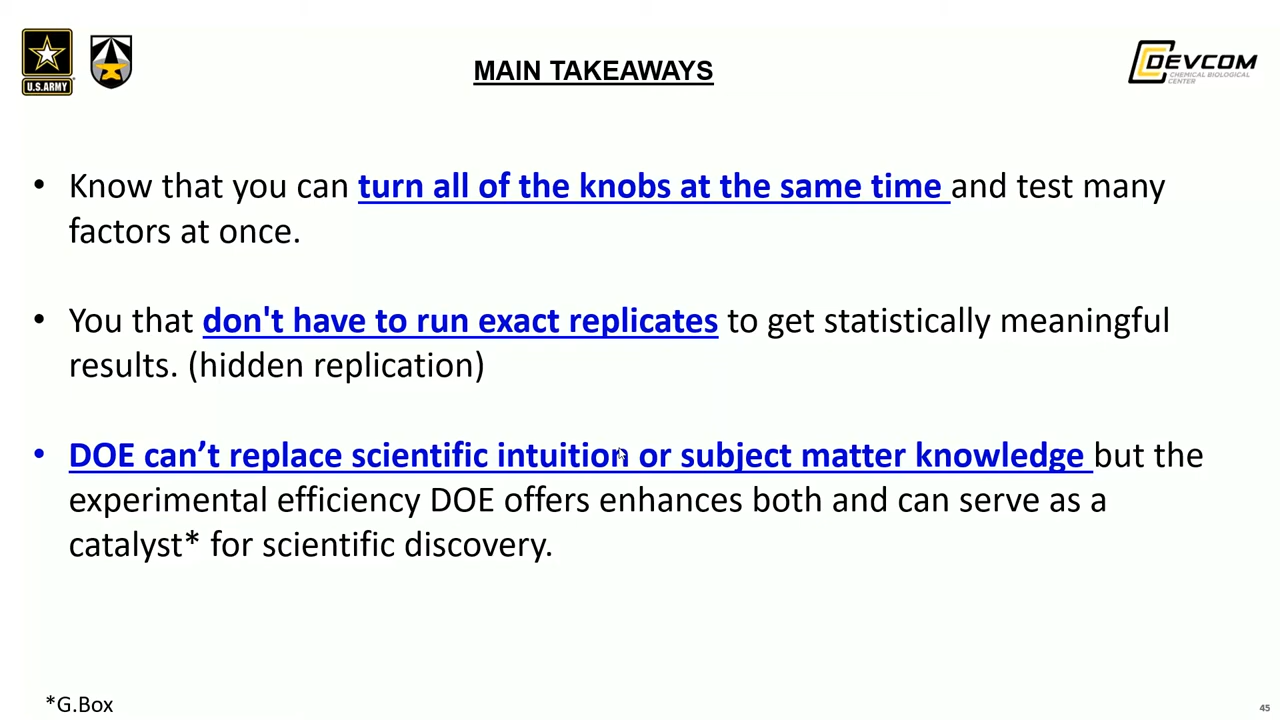 U.S.ARMY
MAIN TAKEAWAYS
DEVCOM
CHEMICAL BIOLOGICAL
CENTER
• Know that you can turn all of the knobs at the same time and test many
factors at once.
• You that don't have to run exact replicates to get statistically meaningful
results. (hidden replication)
• DOE can’t replace scientific intuition or subject matter knowledge but the
experimental efficiency DOE offers enhances both and can serve as a
catalyst* for scientific discovery.
*G.Box
45